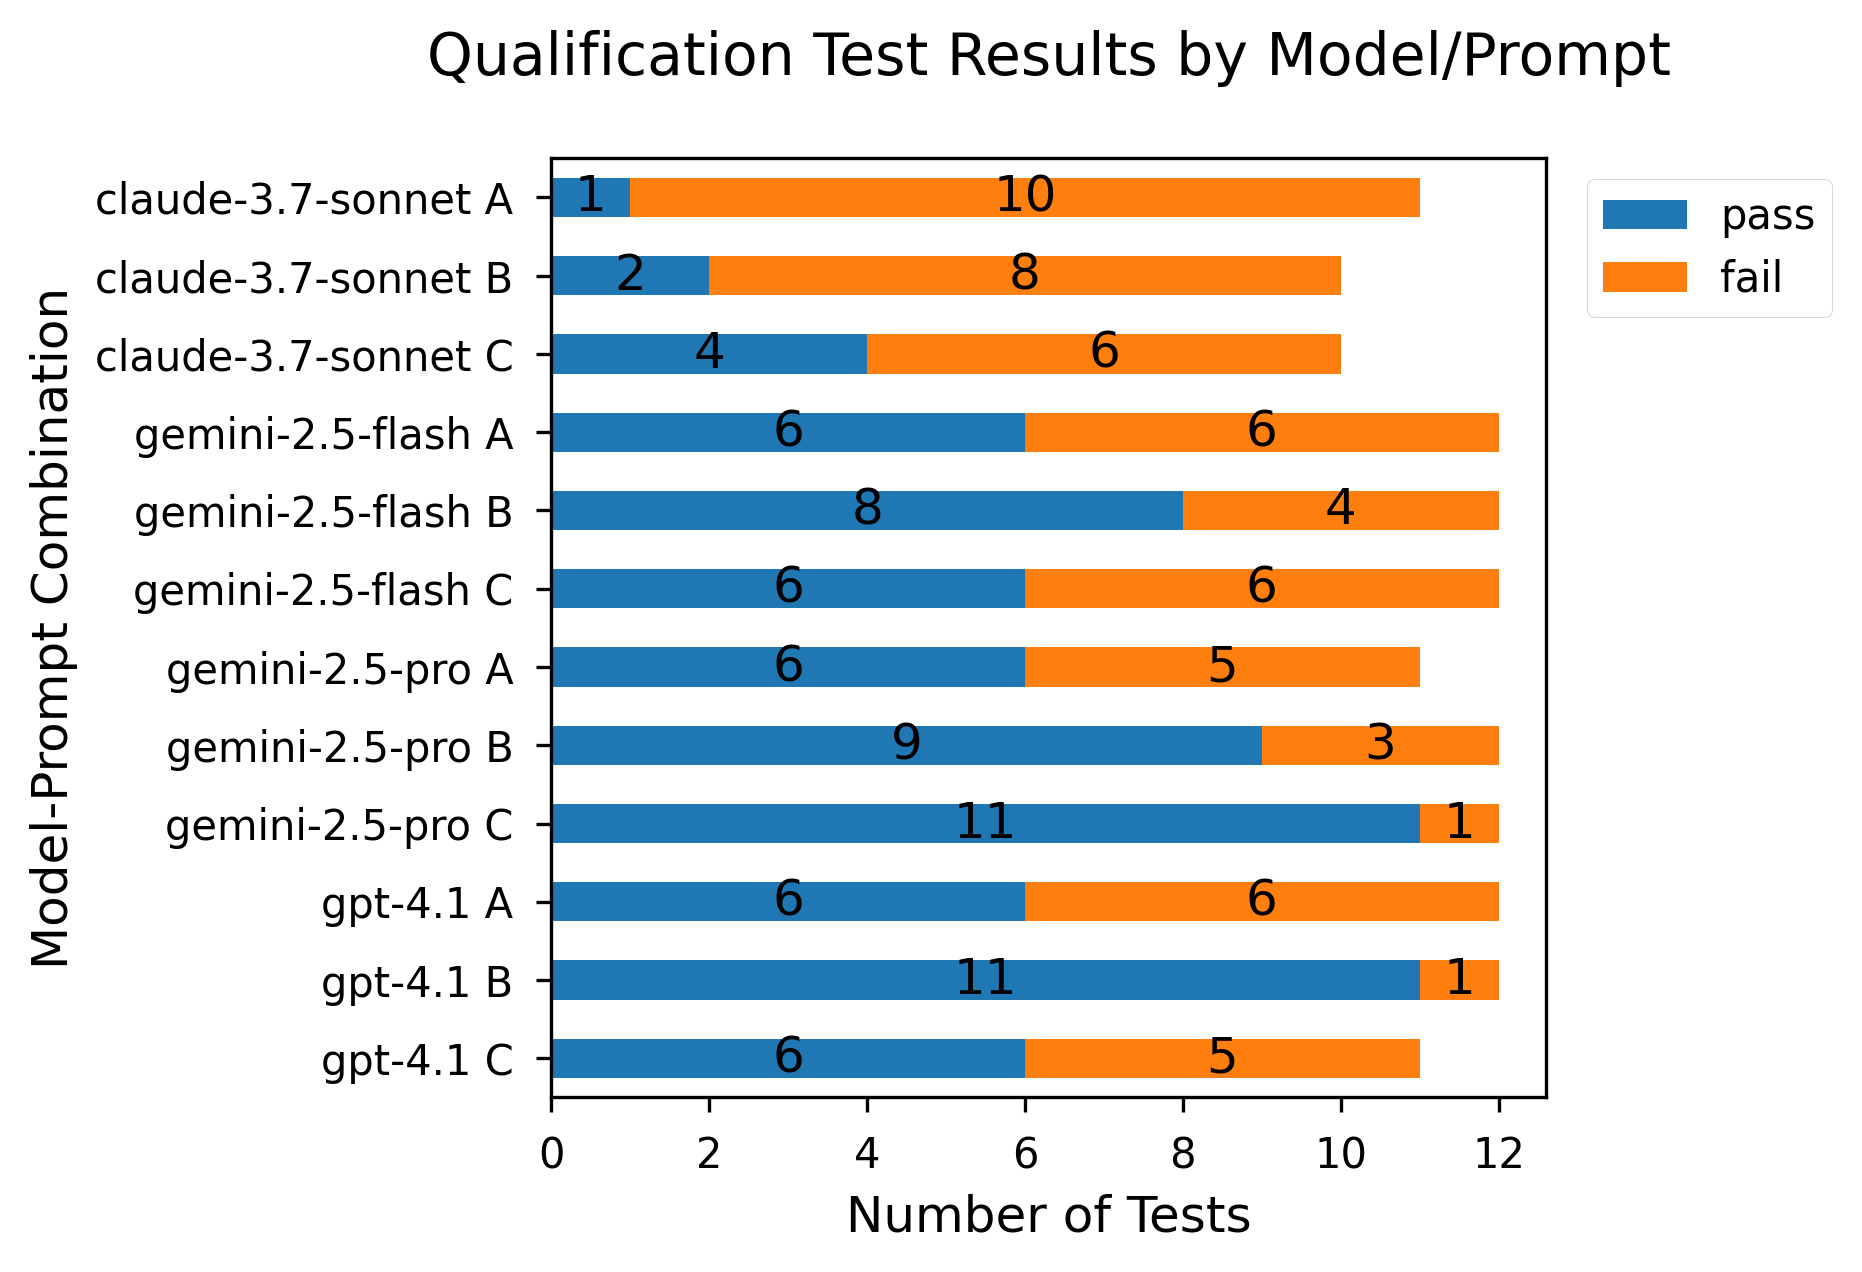 Qualification Test Results by Model/Prompt
Model-Prompt Combination
claude-3.7-sonnet A 1 10
claude-3.7-sonnet B 2 8
claude-3.7-sonnet C 4 6
gemini-2.5-flash A 6 6
gemini-2.5-flash B 8 4
gemini-2.5-flash C 6 6
gemini-2.5-pro A 6 5
gemini-2.5-pro B 9 3
gemini-2.5-pro C 11 1
gpt-4.1 A 6 6
gpt-4.1 B 11 1
gpt-4.1 C 6 5
0 2 4 6 8 10 12
Number of Tests
pass
fail